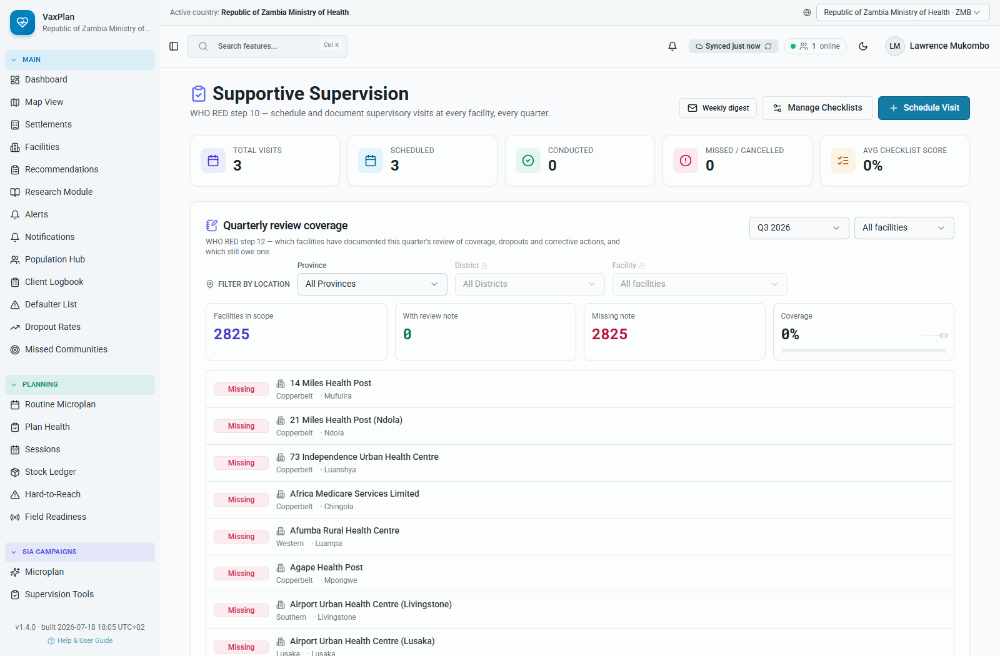 VaxPlan
Republic of Zambia Ministry of...
MAIN
Dashboard
Map View
Settlements
Facilities
Recommendations
Research Module
Alerts
Notifications
Population Hub
Client Logbook
Defaulter List
Dropout Rates
Missed Communities
PLANNING
Routine Microplan
Plan Health
Sessions
Stock Ledger
Hard-to-Reach
Field Readiness
SIA CAMPAIGNS
Microplan
Supervision Tools
v1.4.0 · built 2026-07-18 18:05 UTC+02
Help & User Guide
Active country: Republic of Zambia Ministry of Health
Republic of Zambia Ministry of Health · ZMB
Search features... Ctrl K
Synced just now
1 online
LM Lawrence Mukombo
Supportive Supervision
WHO RED step 10 — schedule and document supervisory visits at every facility, every quarter.
Weekly digest
Manage Checklists
Schedule Visit
TOTAL VISITS
3
SCHEDULED
3
CONDUCTED
0
MISSED / CANCELLED
0
AVG CHECKLIST SCORE
0%
Quarterly review coverage
WHO RED step 12 — which facilities have documented this quarter's review of coverage, dropouts and corrective actions, and
which still owe one.
Q3 2026
All facilities
FILTER BY LOCATION
Province
All Provinces
District
All Districts
Facility
All facilities
Facilities in scope
2825
With review note
0
Missing note
2825
Coverage
0%
Missing
14 Miles Health Post
Copperbelt · Mufulira
Missing
21 Miles Health Post (Ndola)
Copperbelt · Ndola
Missing
73 Independence Urban Health Centre
Copperbelt · Luanshya
Missing
Africa Medicare Services Limited
Copperbelt · Chingola
Missing
Afumba Rural Health Centre
Western · Luampa
Missing
Agape Health Post
Copperbelt · Mpongwe
Missing
Airport Urban Health Centre (Livingstone)
Southern · Livingstone
Missing
Airport Urban Health Centre (Lusaka)
Lusaka · Lusaka